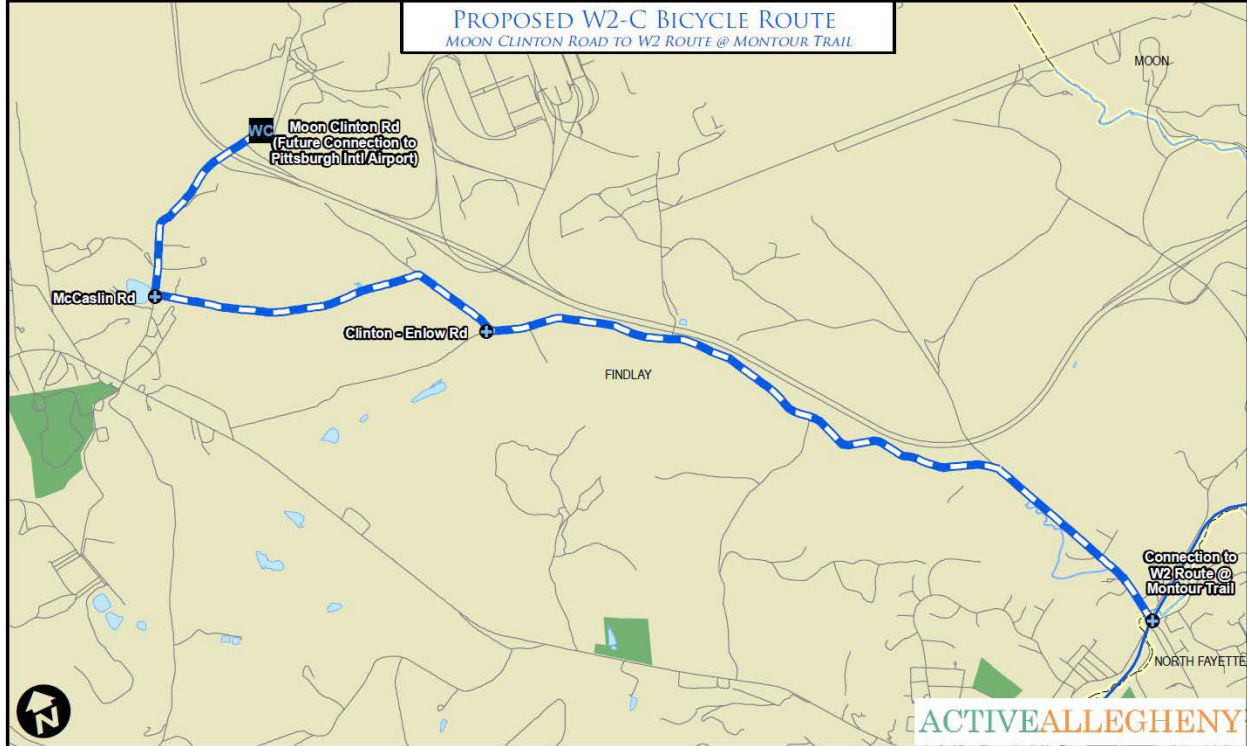 PROPOSED W2-C BICYCLE ROUTE
MOON CLINTON ROAD TO W2 ROUTE @ MONTOUR TRAIL
MOON
WC
Moon Clinton Rd
(Future Connection to
Pittsburgh Intl Airport)
McCaslin Rd
Clinton - Enlow Rd
FINDLAY
Connection to
W2 Route @
Montour Trail
NORTH FAYETTE
N
ACTIVEALLEGHENY